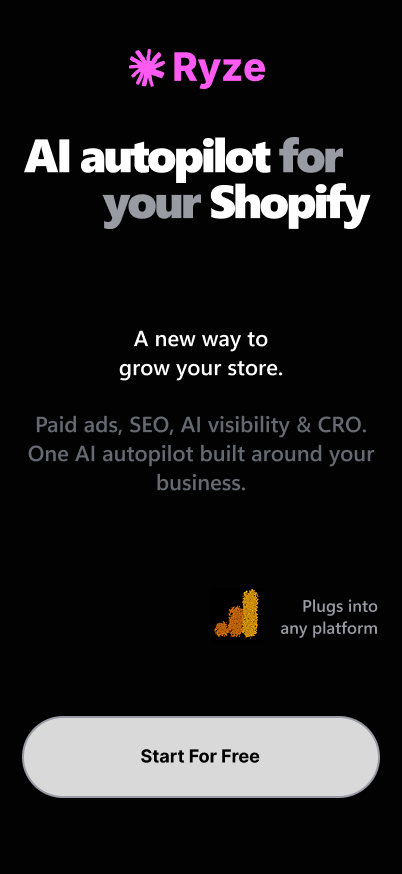 Ryze
AI autopilot for
your Shopify
A new way to
grow your store.
Paid ads, SEO, AI visibility & CRO.
One AI autopilot built around your
business.
Plugs into
any platform
Start For Free